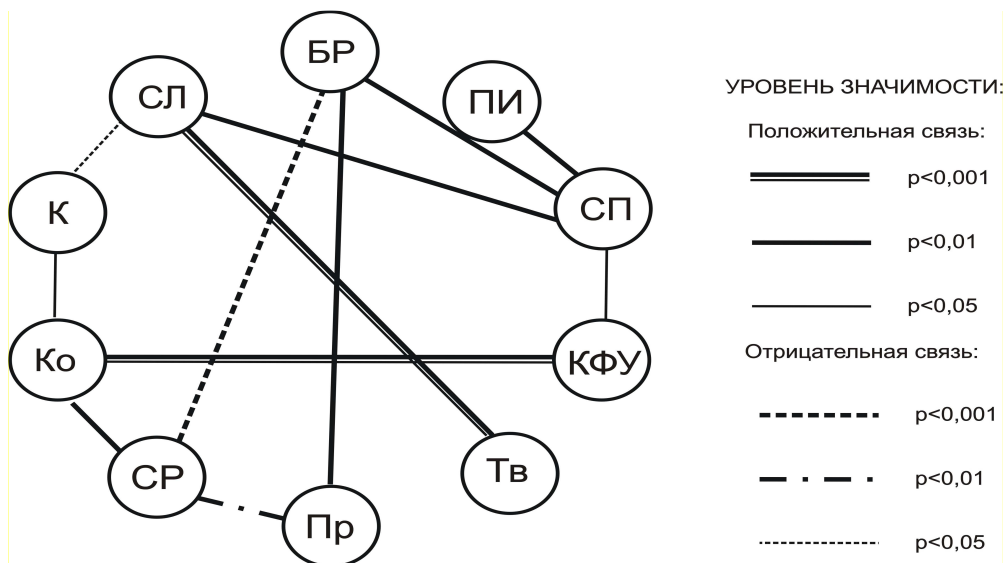 БР
СЛ
ПИ
К
СП
Ко
КФУ
СР
Тв
Пр
УРОВЕНЬ ЗНАЧИМОСТИ:
Положительная связь:
p<0,001
p<0,01
p<0,05
Отрицательная связь:
p<0,001
p<0,01
p<0,05